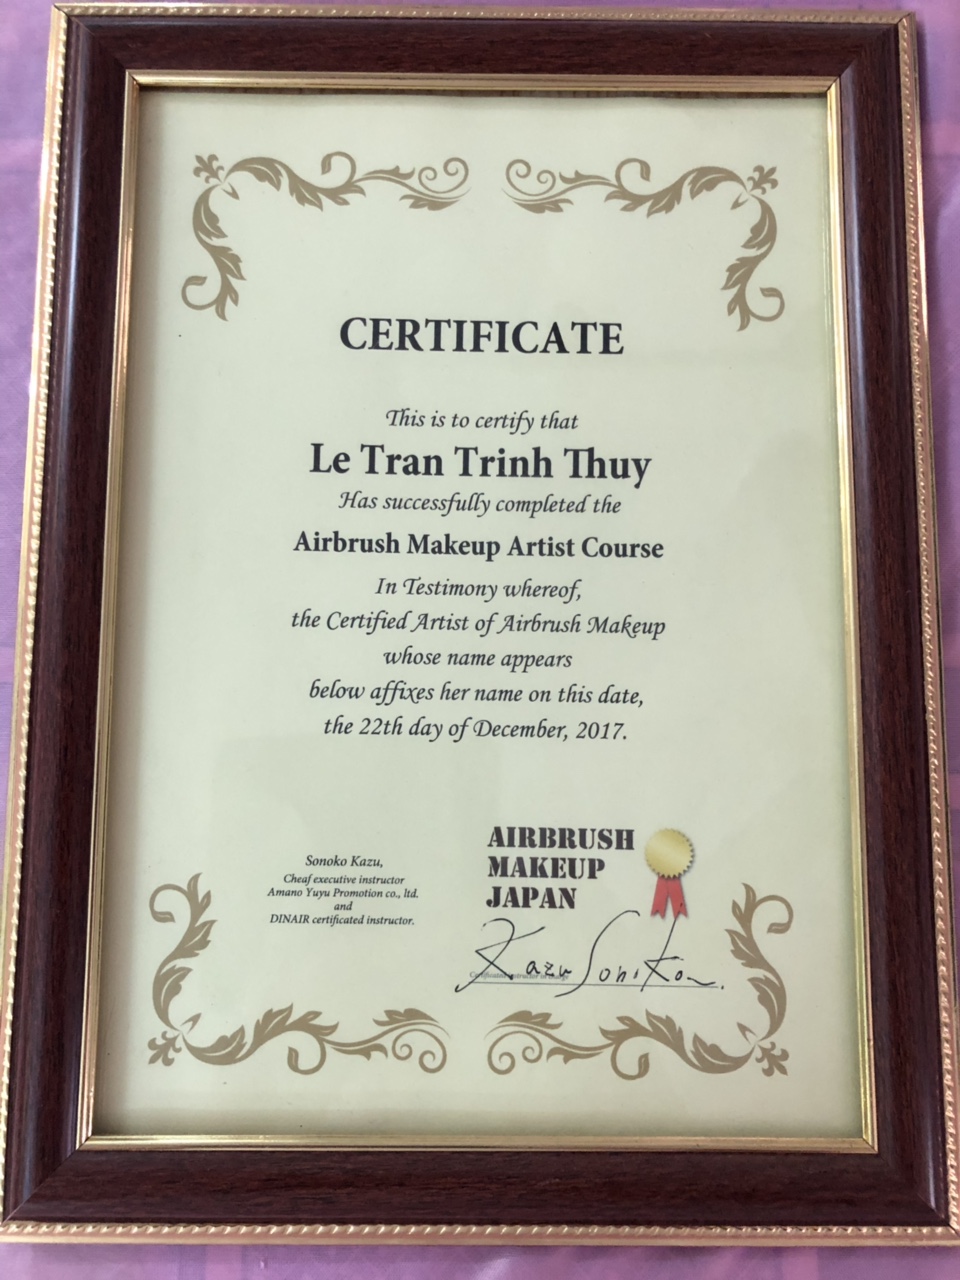 CERTIFICATE
This is to certify that
Le Tran Trinh Thuy
Has successfully completed the
Airbrush Makeup Artist Course
In Testimony whereof,
the Certified Artist of Airbrush Makeup
whose name appears
below affixes her name on this date,
the 22th day of December, 2017.
Sonoko Kazu,
Cheaf executive instructor
Amano Yuyu Promotion co., ltd.
and
DINAIR certificated instructor.
AIRBRUSH
MAKEUP
JAPAN
Kazu Sonoko